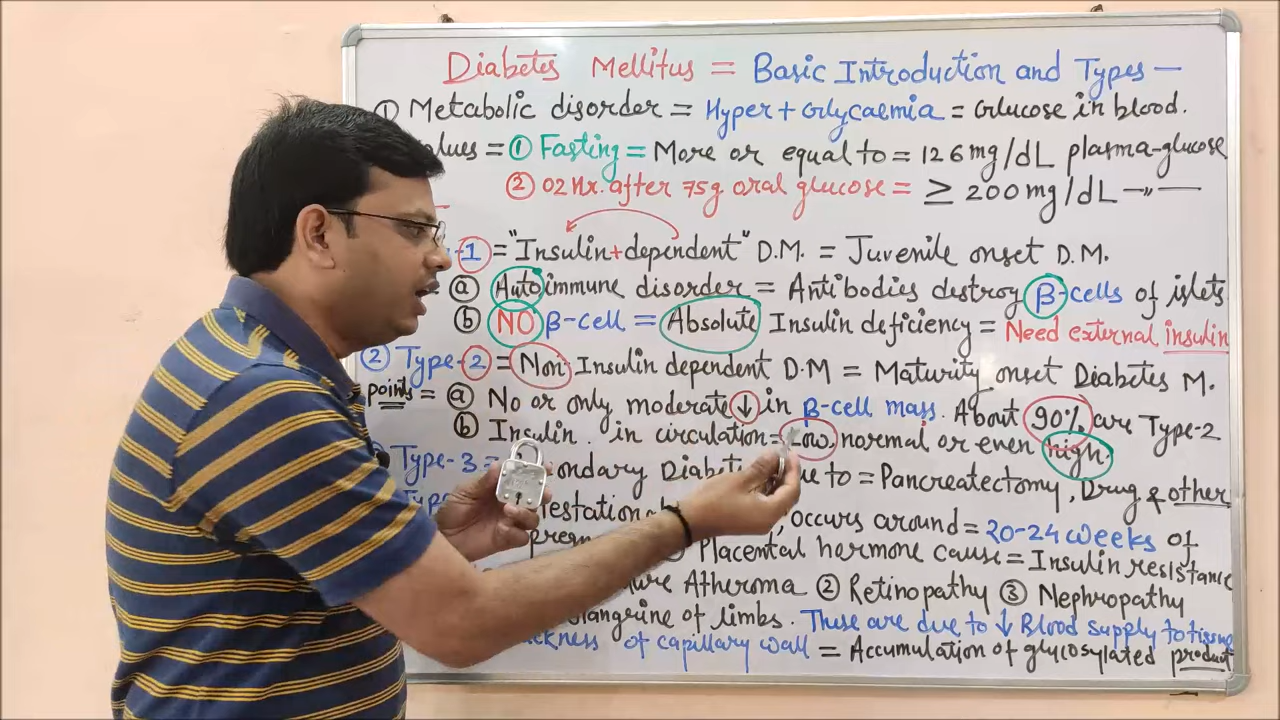 Diabetes Mellitus = Basic Introduction and Types —
① Metabolic disorder = Hyper + Glycaemia = Glucose in blood.
= ① Fasting = More or equal to = 126 mg/dL plasma-glucose
② 02 Hr. after 75g oral glucose = ≥ 200 mg/dL —〃—
-1 = "Insulin + dependent" D.M. = Juvenile onset D.M.
ⓐ Autoimmune disorder = Antibodies destroy β-cells of islets
ⓑ NO β-cell = Absolute Insulin deficiency = Need external insulin
② Type-2 = Non Insulin dependent D.M = Maturity onset Diabetes M.
points = ⓐ No or only moderate ↓ in β-cell mass. About 90% are Type-2
ⓑ Insulin in circulation = Low, normal or even high.
Type-3 = to = Pancreatectomy, Drug & other
, occurs around = 20-24 weeks of
Placental hormone cause = Insulin resistance
Atheroma ② Retinopathy ③ Nephropathy
of limbs. These are due to ↓ Blood supply to tissue
of capillary wall = Accumulation of glycosylated product